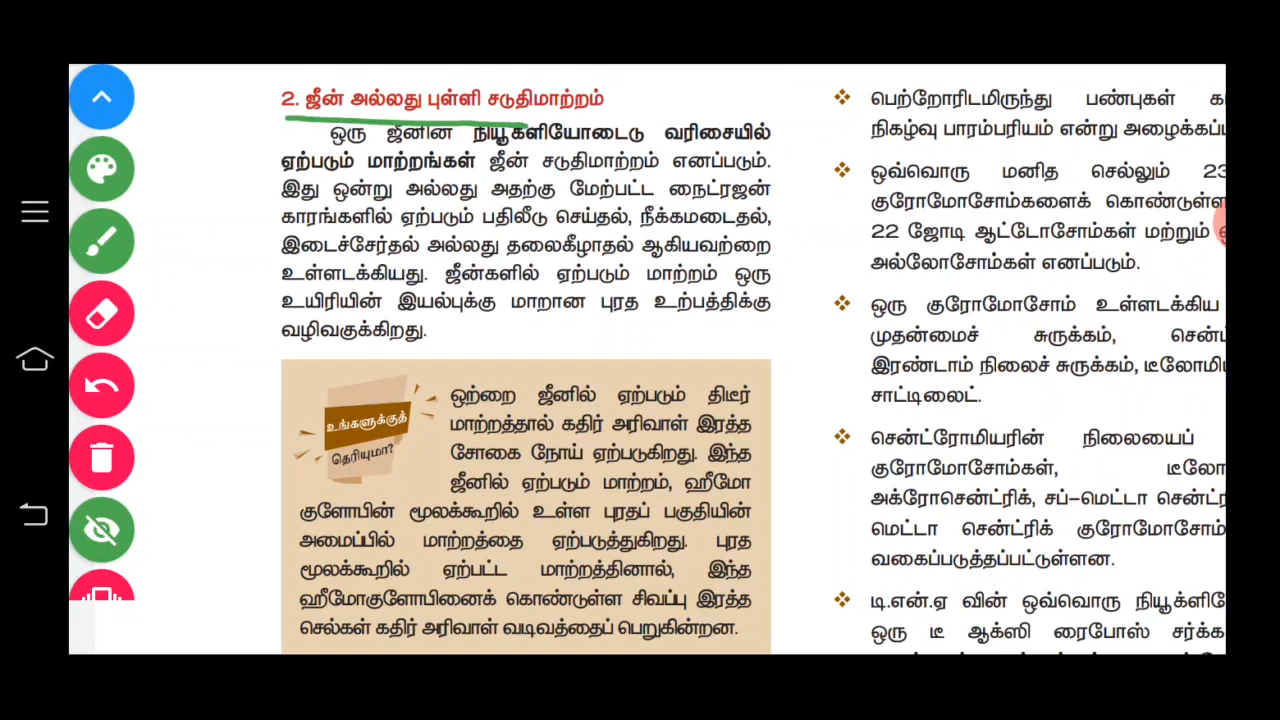 2. ஜீன் அல்லது புள்ளி சடுதிமாற்றம்
ஒரு ஜீனின் நியூக்ளியோடைடு வரிசையில்
ஏற்படும் மாற்றங்கள் ஜீன் சடுதிமாற்றம் எனப்படும்.
இது ஒன்று அல்லது அதற்கு மேற்பட்ட நைட்ரஜன்
காரங்களில் ஏற்படும் பதிலீடு செய்தல், நீக்கமடைதல்,
இடைச்சேர்தல் அல்லது தலைகீழாதல் ஆகியவற்றை
உள்ளடக்கியது. ஜீன்களில் ஏற்படும் மாற்றம் ஒரு
உயிரியின் இயல்புக்கு மாறான புரத உற்பத்திக்கு
வழிவகுக்கிறது.
உங்களுக்குத்
தெரியுமா?
ஒற்றை ஜீனில் ஏற்படும் திடீர்
மாற்றத்தால் கதிர் அரிவாள் இரத்த
சோகை நோய் ஏற்படுகிறது. இந்த
ஜீனில் ஏற்படும் மாற்றம், ஹீமோ
குளோபின் மூலக்கூறில் உள்ள புரதப் பகுதியின்
அமைப்பில் மாற்றத்தை ஏற்படுத்துகிறது. புரத
மூலக்கூறில் ஏற்பட்ட மாற்றத்தினால், இந்த
ஹீமோகுளோபினைக் கொண்டுள்ள சிவப்பு இரத்த
செல்கள் கதிர் அரிவாள் வடிவத்தைப் பெறுகின்றன.
❖ பெற்றோரிடமிருந்து பண்புகள்
நிகழ்வு பாரம்பரியம் என்று
❖ ஒவ்வொரு மனித செல்லும் 23
குரோமோசோம்களைக்
22 ஜோடி ஆட்டோசோம்கள் மற்றும்
அல்லோசோம்கள் எனப்படும்.
❖ ஒரு குரோமோசோம் உள்ளடக்கிய
முதன்மைச் சுருக்கம்,
இரண்டாம் நிலைச் சுருக்கம்,
சாட்டிலைட்.
❖ சென்ட்ரோமியரின் நிலையைப்
குரோமோசோம்கள்,
அக்ரோசென்ட்ரிக், சப்–மெட்டா
மெட்டா சென்ட்ரிக்
வகைப்படுத்தப்பட்டுள்ளன.
❖ டி.என்.ஏ வின் ஒவ்வொரு
ஒரு டீ ஆக்ஸி ரைபோஸ்